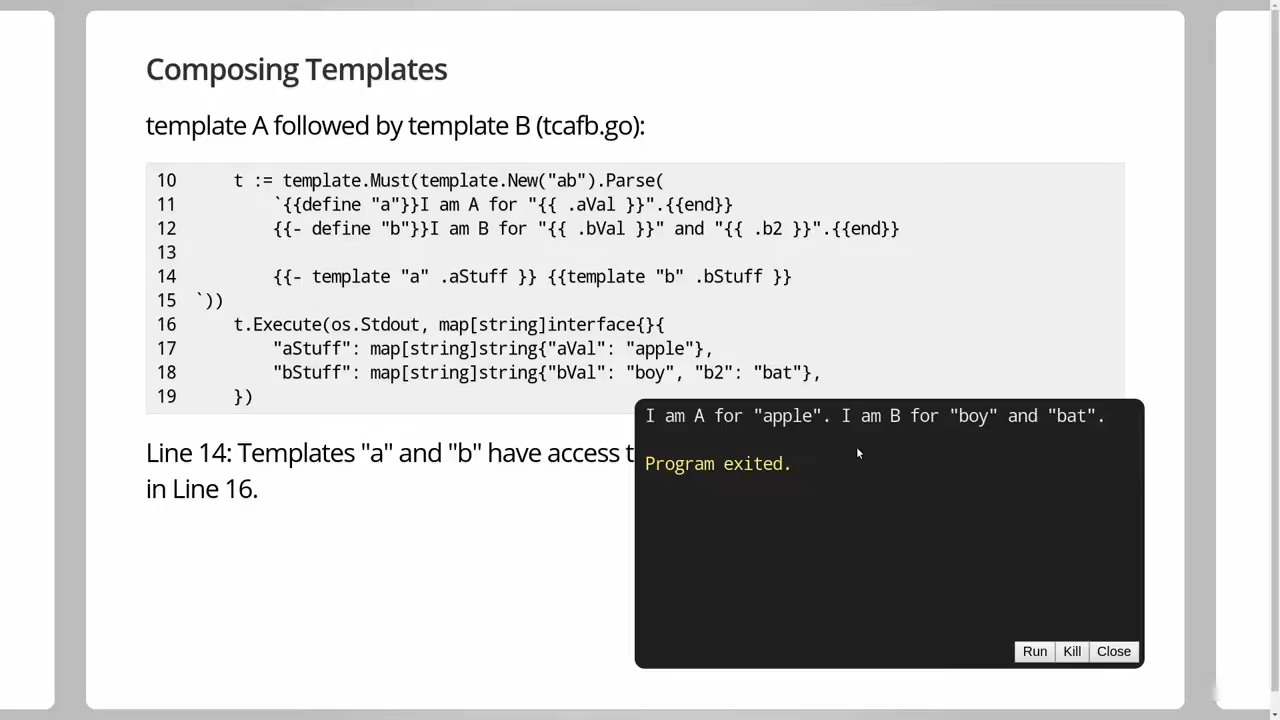 Composing Templates
template A followed by template B (tcafb.go):
10 t := template.Must(template.New("ab").Parse(
11 `{{define "a"}}I am A for "{{ .aVal }}".{{end}}
12 {{- define "b"}}I am B for "{{ .bVal }}" and "{{ .b2 }}".{{end}}
13
14 {{- template "a" .aStuff }} {{template "b" .bStuff }}
15 `))
16 t.Execute(os.Stdout, map[string]interface{}{
17 "aStuff": map[string]string{"aVal": "apple"},
18 "bStuff": map[string]string{"bVal": "boy", "b2": "bat"},
19 })
I am A for "apple". I am B for "boy" and "bat".
Program exited.
Line 14: Templates "a" and "b" have access t
in Line 16.
Run Kill Close